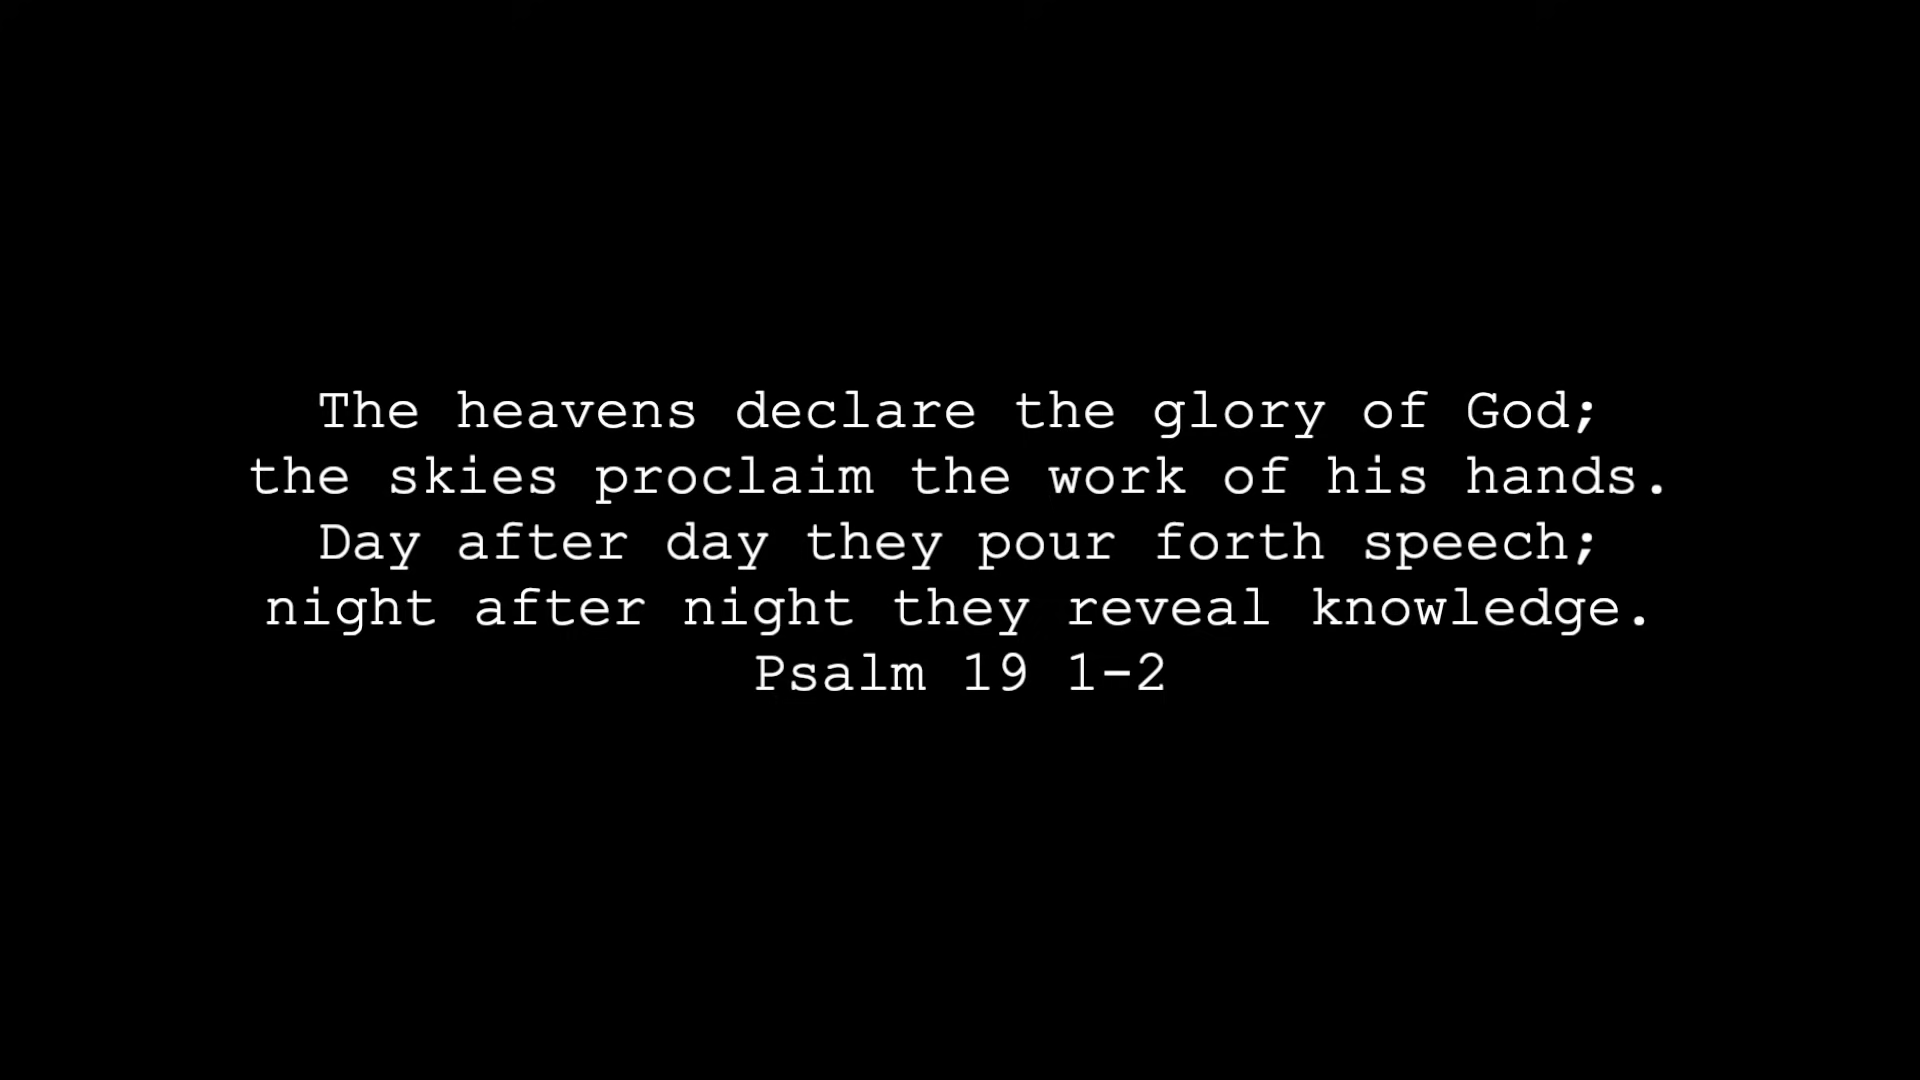 The heavens declare the glory of God;
the skies proclaim the work of his hands.
Day after day they pour forth speech;
night after night they reveal knowledge.
Psalm 19 1-2